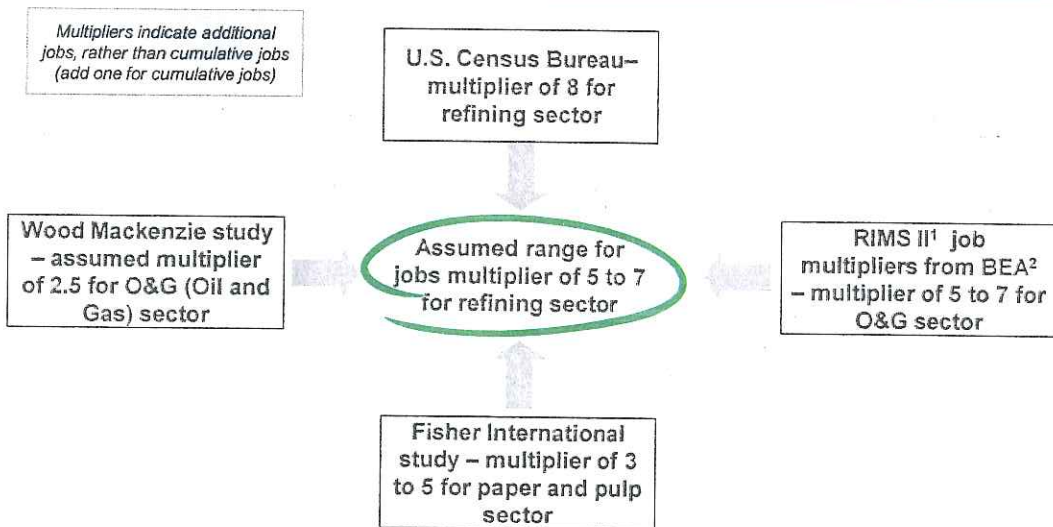 Multipliers indicate additional
jobs, rather than cumulative jobs
(add one for cumulative jobs)
U.S. Census Bureau–
multiplier of 8 for
refining sector
Wood Mackenzie study
– assumed multiplier
of 2.5 for O&G (Oil and
Gas) sector
Assumed range for
jobs multiplier of 5 to 7
for refining sector
RIMS II¹ job
multipliers from BEA²
– multiplier of 5 to 7 for
O&G sector
Fisher International
study – multiplier of 3
to 5 for paper and pulp
sector